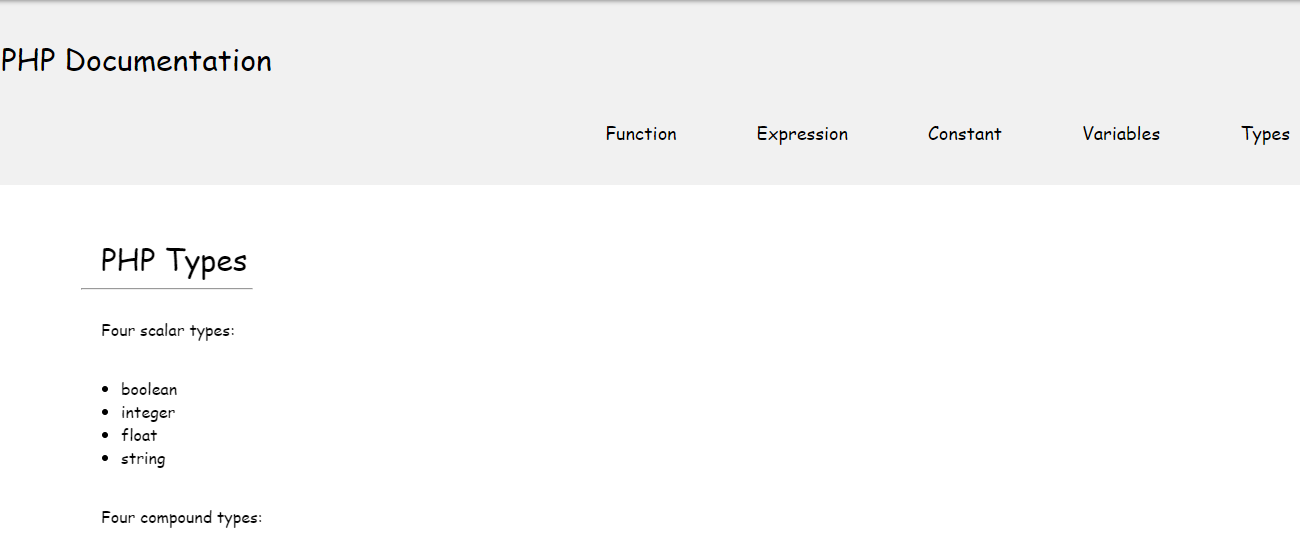 PHP Documentation
Function Expression Constant Variables Types
PHP Types
Four scalar types:
boolean
integer
float
string
Four compound types: